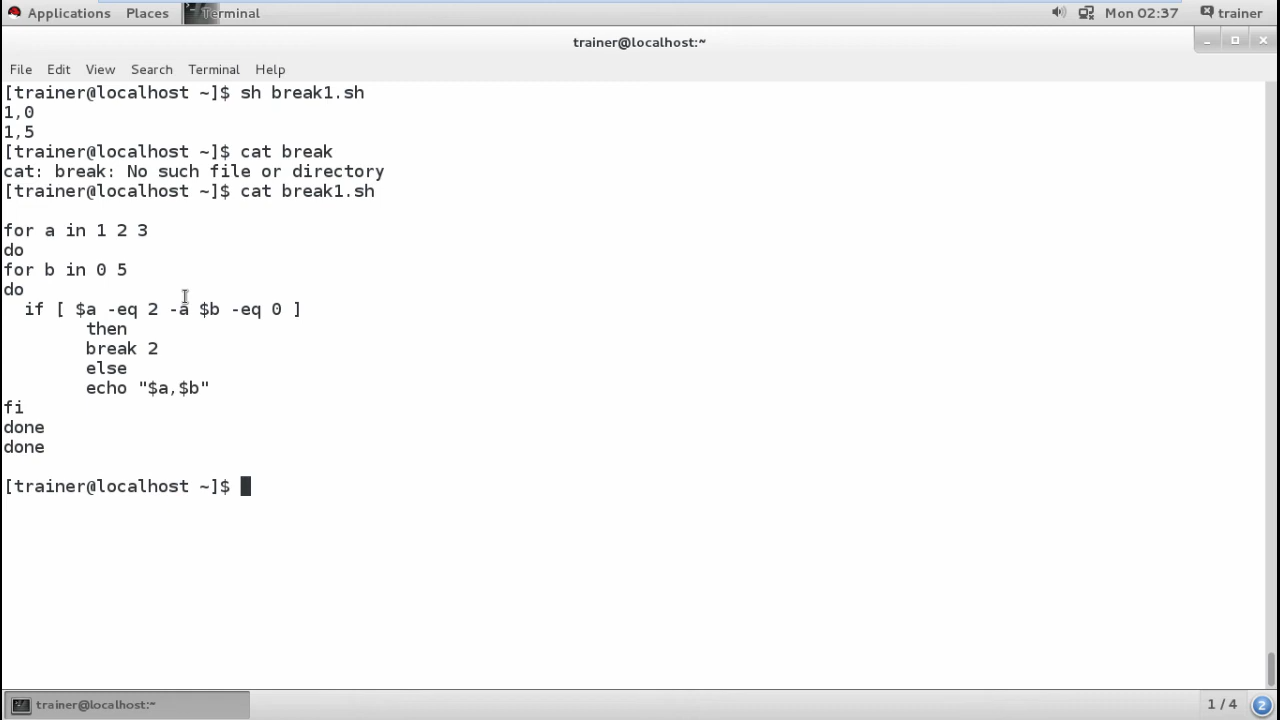 Applications Places Terminal Mon 02:37 trainer
trainer@localhost:~
File Edit View Search Terminal Help
[trainer@localhost ~]$ sh break1.sh
1,0
1,5
[trainer@localhost ~]$ cat break
cat: break: No such file or directory
[trainer@localhost ~]$ cat break1.sh
for a in 1 2 3
do
for b in 0 5
do
  if [ $a -eq 2 -a $b -eq 0 ]
        then
        break 2
        else
        echo "$a,$b"
fi
done
done
[trainer@localhost ~]$
trainer@localhost:~ 1 / 4 2